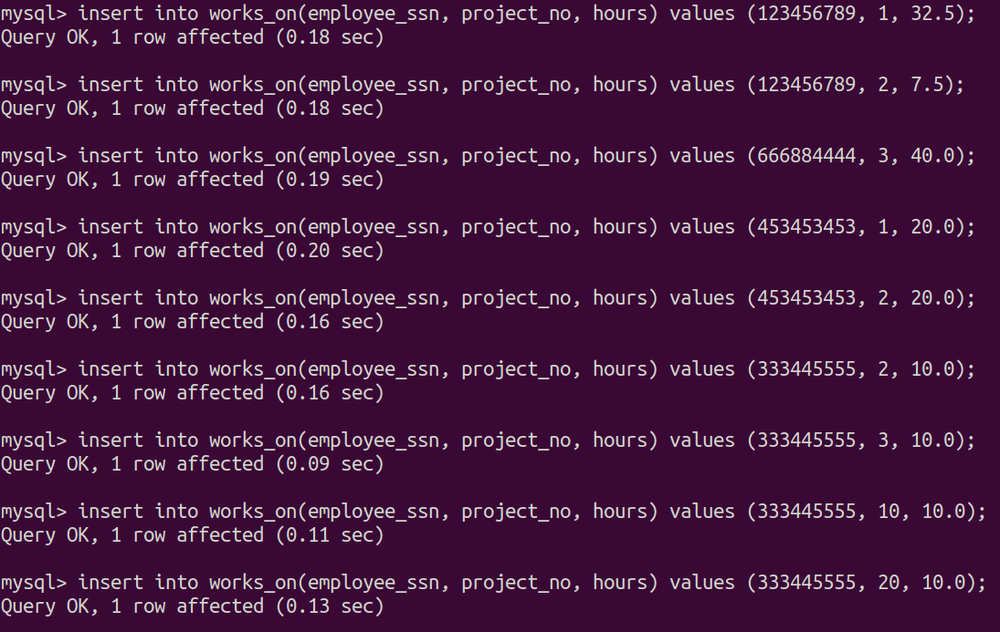 mysql> insert into works_on(employee_ssn, project_no, hours) values (123456789, 1, 32.5);
Query OK, 1 row affected (0.18 sec)
mysql> insert into works_on(employee_ssn, project_no, hours) values (123456789, 2, 7.5);
Query OK, 1 row affected (0.18 sec)
mysql> insert into works_on(employee_ssn, project_no, hours) values (666884444, 3, 40.0);
Query OK, 1 row affected (0.19 sec)
mysql> insert into works_on(employee_ssn, project_no, hours) values (453453453, 1, 20.0);
Query OK, 1 row affected (0.20 sec)
mysql> insert into works_on(employee_ssn, project_no, hours) values (453453453, 2, 20.0);
Query OK, 1 row affected (0.16 sec)
mysql> insert into works_on(employee_ssn, project_no, hours) values (333445555, 2, 10.0);
Query OK, 1 row affected (0.16 sec)
mysql> insert into works_on(employee_ssn, project_no, hours) values (333445555, 3, 10.0);
Query OK, 1 row affected (0.09 sec)
mysql> insert into works_on(employee_ssn, project_no, hours) values (333445555, 10, 10.0);
Query OK, 1 row affected (0.11 sec)
mysql> insert into works_on(employee_ssn, project_no, hours) values (333445555, 20, 10.0);
Query OK, 1 row affected (0.13 sec)